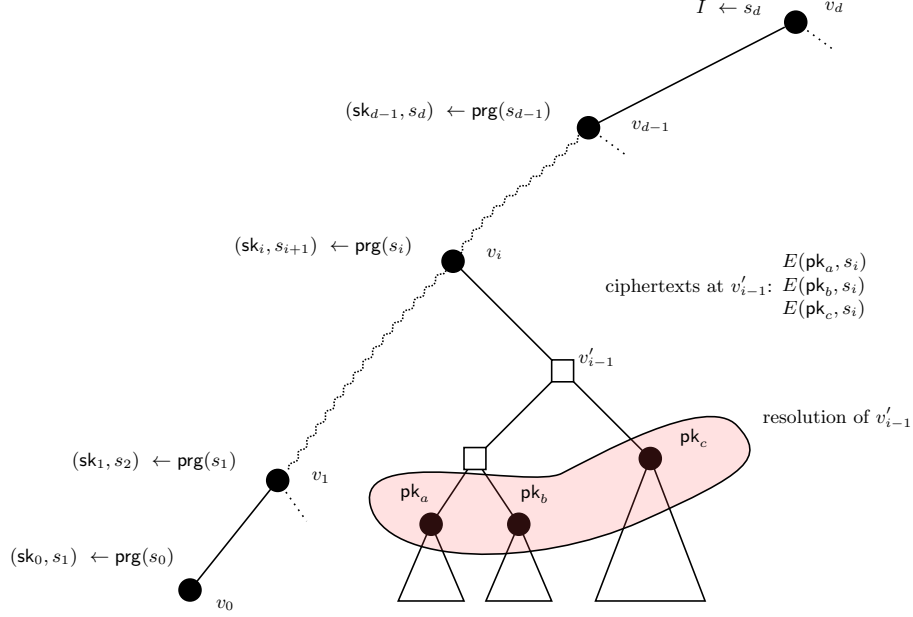 I ← s_d
v_d
(sk_{d−1}, s_d) ← prg(s_{d−1})
v_{d−1}
(sk_i, s_{i+1}) ← prg(s_i)
v_i
E(pk_a, s_i)
ciphertexts at v′_{i−1}: E(pk_b, s_i)
E(pk_c, s_i)
v′_{i−1}
resolution of v′_{i−1}
pk_c
(sk_1, s_2) ← prg(s_1)
v_1
pk_a
pk_b
(sk_0, s_1) ← prg(s_0)
v_0